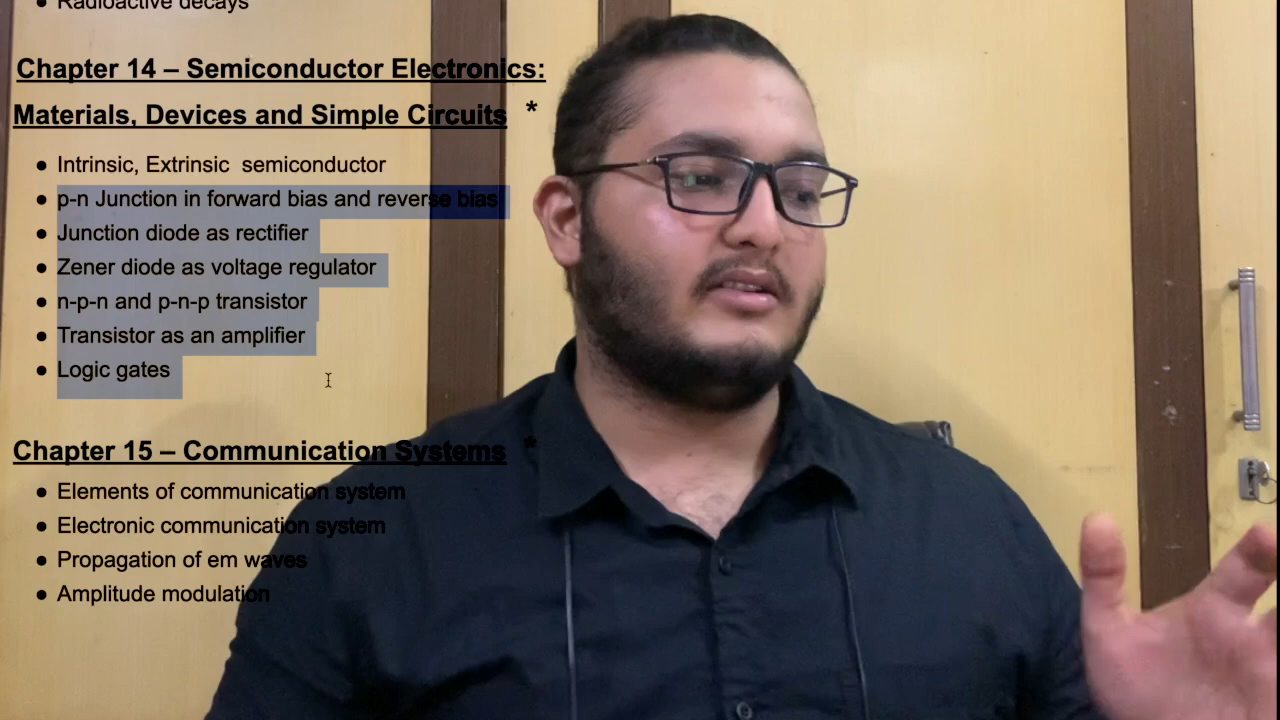 Radioactive decays
Chapter 14 – Semiconductor Electronics:
Materials, Devices and Simple Circuits *
Intrinsic, Extrinsic semiconductor
p-n Junction in forward bias and reverse bias
Junction diode as rectifier
Zener diode as voltage regulator
n-p-n and p-n-p transistor
Transistor as an amplifier
Logic gates
Chapter 15 – Communication Systems *
Elements of communication system
Electronic communication system
Propagation of em waves
Amplitude modulation